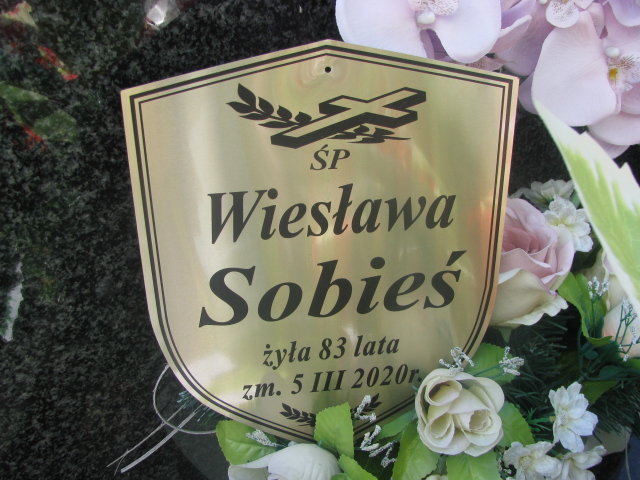 ŚP
Wiesława
Sobieś
żyła 83 lata
zm. 5 III 2020r.